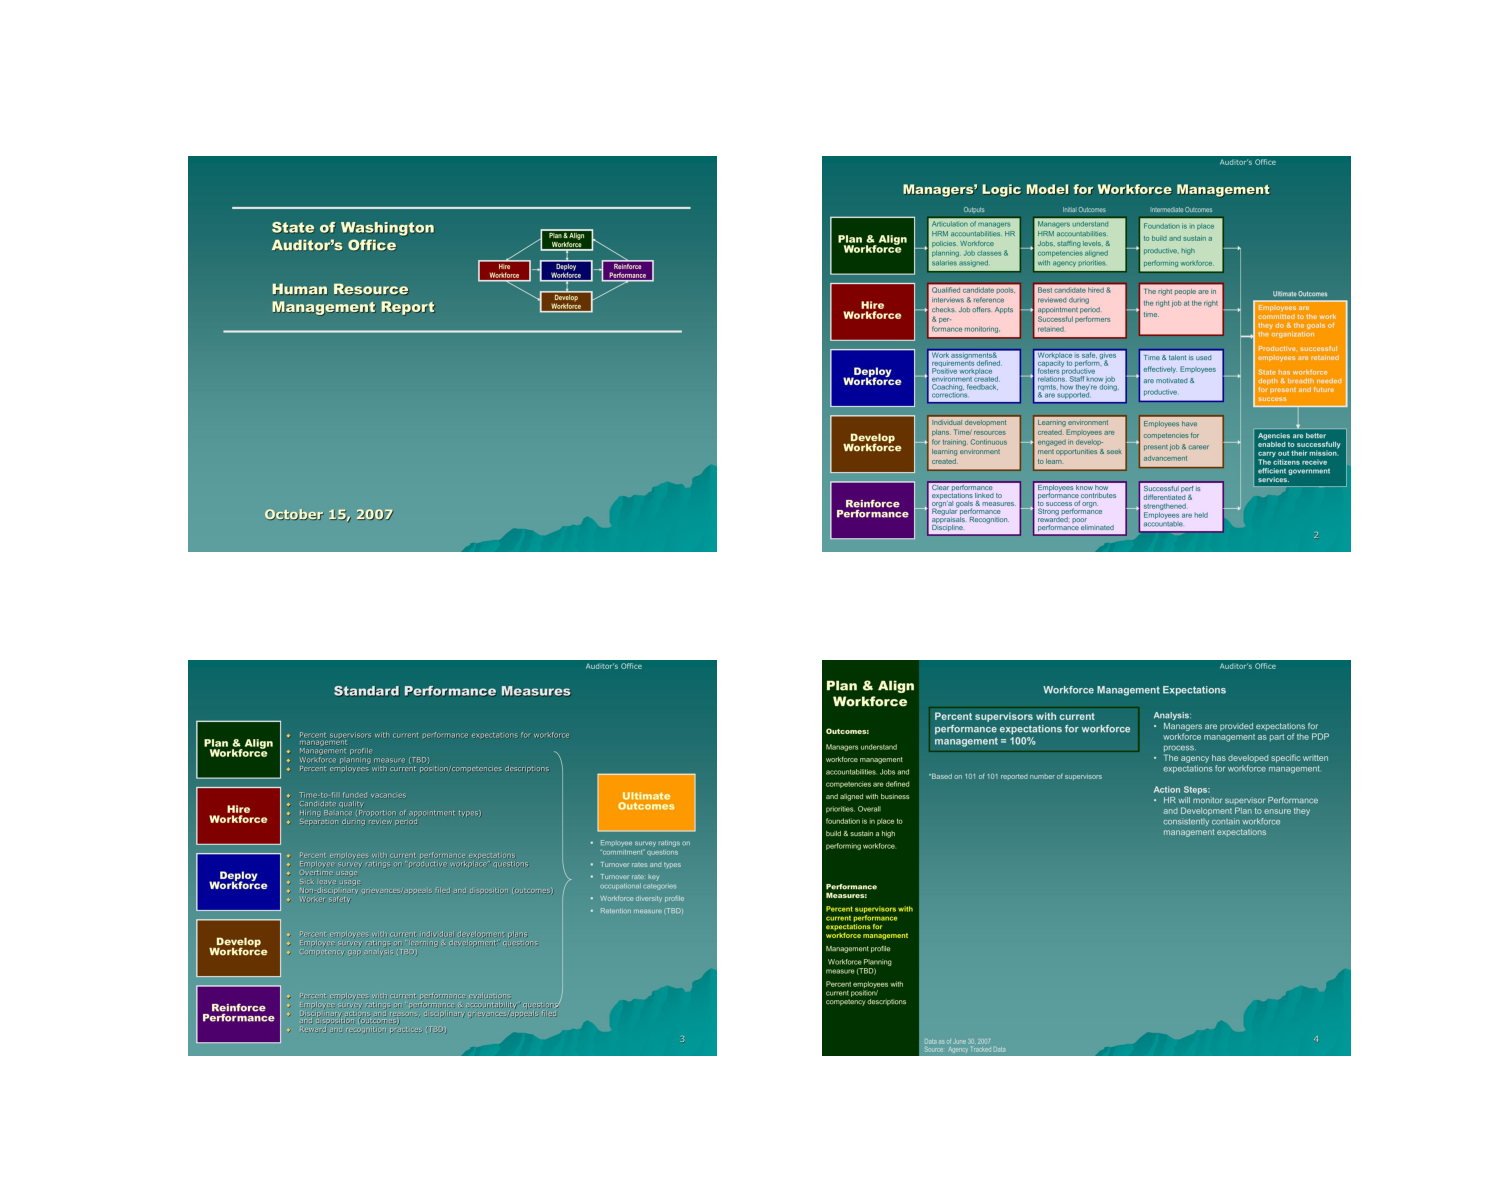 State of Washington
Auditor's Office
Human Resource
Management Report
Plan & Align
Workforce
Hire
Workforce
Deploy
Workforce
Reinforce
Performance
Develop
Workforce
October 15, 2007
Auditor's Office
Managers' Logic Model for Workforce Management
Outputs
Initial Outcomes
Intermediate Outcomes
Plan & Align
Workforce
Articulation of managers
HRM accountabilities. HR
policies. Workforce
planning. Job classes &
salaries assigned.
Managers understand
HRM accountabilities.
Jobs, staffing levels, &
competencies aligned
with agency priorities.
Foundation is in place
to build and sustain a
productive, high
performing workforce.
Hire
Workforce
Qualified candidate pools,
interviews & reference
checks. Job offers. Appts
& per-
formance monitoring.
Best candidate hired &
reviewed during
appointment period.
Successful performers
retained.
The right people are in
the right job at the right
time.
Deploy
Workforce
Work assignments&
requirements defined.
Positive workplace
environment created.
Coaching, feedback,
corrections.
Workplace is safe, gives
capacity to perform, &
fosters productive
relations. Staff know job
rqmts, how they're doing,
& are supported.
Time & talent is used
effectively. Employees
are motivated &
productive.
Develop
Workforce
Individual development
plans. Time/ resources
for training. Continuous
learning environment
created.
Learning environment
created. Employees are
engaged in develop-
ment opportunities & seek
to learn.
Employees have
competencies for
present job & career
advancement
Reinforce
Performance
Clear performance
expectations linked to
orgn'al goals & measures.
Regular performance
appraisals. Recognition.
Discipline.
Employees know how
performance contributes
to success of orgn.
Strong performance
rewarded; poor
performance eliminated
Successful perf is
differentiated &
strengthened.
Employees are held
accountable.
Ultimate Outcomes
Employees are
committed to the work
they do & the goals of
the organization
Productive, successful
employees are retained
State has workforce
depth & breadth needed
for present and future
success
Agencies are better
enabled to successfully
carry out their mission.
The citizens receive
efficient government
services.
2
Auditor's Office
Standard Performance Measures
Plan & Align
Workforce
• Percent supervisors with current performance expectations for workforce
management
• Management profile
• Workforce planning measure (TBD)
• Percent employees with current position/competencies descriptions
Hire
Workforce
• Time-to-fill funded vacancies
• Candidate quality
• Hiring Balance (Proportion of appointment types)
• Separation during review period
Deploy
Workforce
• Percent employees with current performance expectations
• Employee survey ratings on "productive workplace" questions
• Overtime usage
• Sick leave usage
• Non-disciplinary grievances/appeals filed and disposition (outcomes)
• Worker safety
Develop
Workforce
• Percent employees with current individual development plans
• Employee survey ratings on "learning & development" questions
• Competency gap analysis (TBD)
Reinforce
Performance
• Percent employees with current performance evaluations
• Employee survey ratings on "performance & accountability" questions
• Disciplinary actions and reasons, disciplinary grievances/appeals filed
and disposition (outcomes)
• Reward and recognition practices (TBD)
Ultimate
Outcomes
• Employee survey ratings on
"commitment" questions
• Turnover rates and types
• Turnover rate: key
occupational categories
• Workforce diversity profile
• Retention measure (TBD)
3
Auditor's Office
Plan & Align
Workforce
Outcomes:
Managers understand
workforce management
accountabilities. Jobs and
competencies are defined
and aligned with business
priorities. Overall
foundation is in place to
build & sustain a high
performing workforce.
Performance
Measures:
Percent supervisors with
current performance
expectations for
workforce management
Management profile
Workforce Planning
measure (TBD)
Percent employees with
current position/
competency descriptions
Workforce Management Expectations
Percent supervisors with current
performance expectations for workforce
management = 100%
*Based on 101 of 101 reported number of supervisors
Analysis:
• Managers are provided expectations for
workforce management as part of the PDP
process.
• The agency has developed specific written
expectations for workforce management.
Action Steps:
• HR will monitor supervisor Performance
and Development Plan to ensure they
consistently contain workforce
management expectations
Data as of June 30, 2007
Source: Agency Tracked Data
4